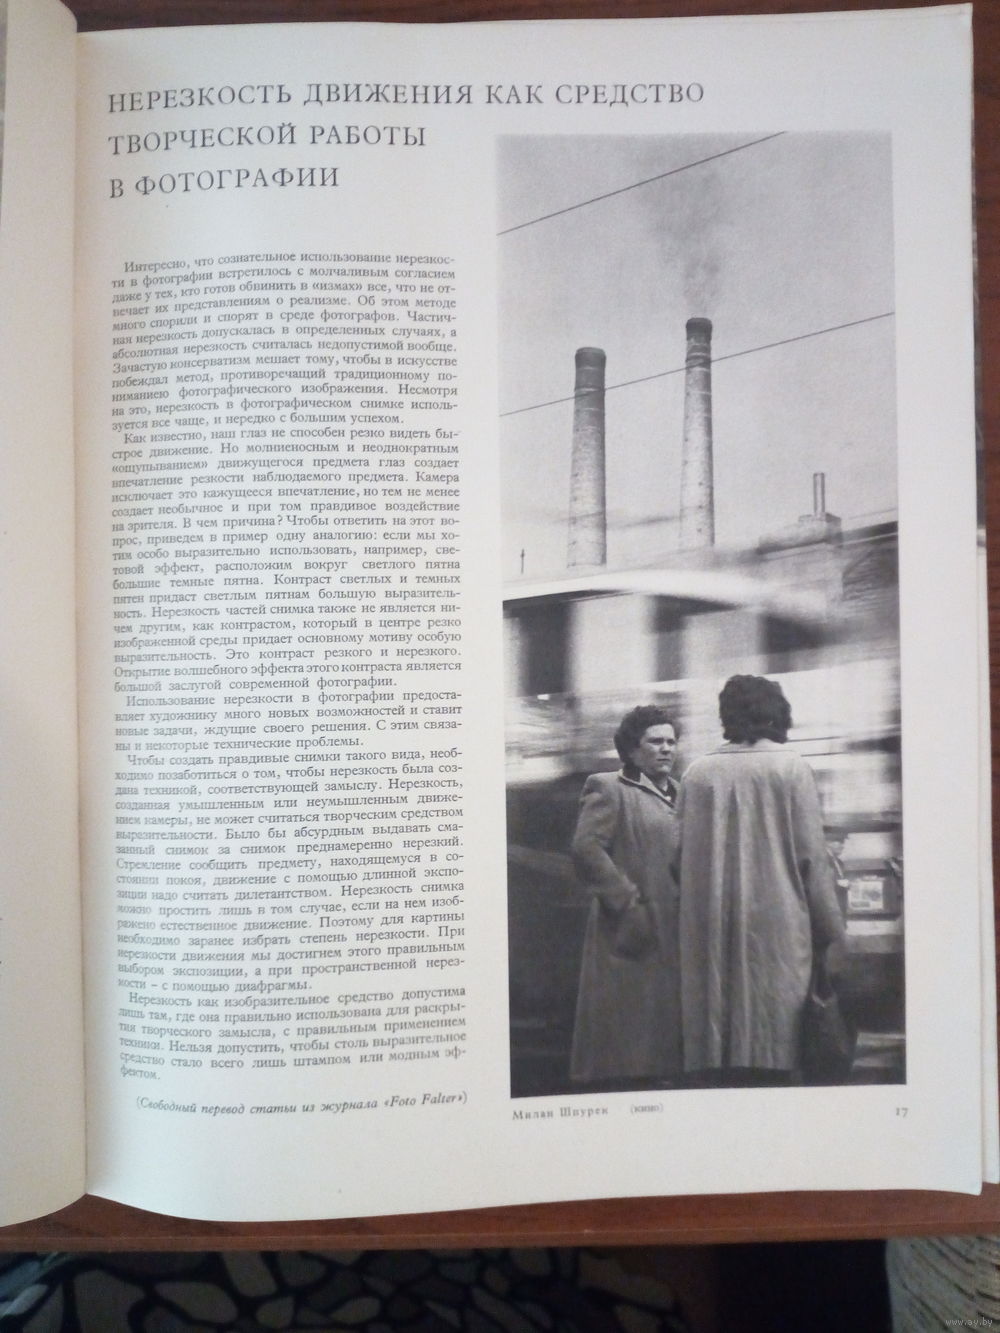 НЕРЕЗКОСТЬ ДВИЖЕНИЯ КАК СРЕДСТВО
ТВОРЧЕСКОЙ РАБОТЫ
В ФОТОГРАФИИ
Интересно, что сознательное использование нерезкос-
ти в фотографии встретилось с молчаливым согласием
даже у тех, кто готов обвинить в «измах» все, что не от-
вечает их представлениям о реализме. Об этом методе
много спорили и спорят в среде фотографов. Частич-
ная нерезкость допускалась в определенных случаях, а
абсолютная нерезкость считалась недопустимой вообще.
Зачастую консерватизм мешает тому, чтобы в искусстве
побеждал метод, противоречащий традиционному по-
ниманиею фотографического изображения. Несмотря
на это, нерезкость в фотографическом снимке исполь-
зуется все чаще, и нередко с большим успехом.
Как известно, наш глаз не способен резко видеть бы-
строе движение. Но молниеносным и неоднократным
«ощупыванием» движущегося предмета глаз создает
впечатление резкости наблюдаемого предмета. Камера
исключает это кажущееся впечатление, но тем не менее
создает необычное и при том правдивое воздействие
на зрителя. В чем причина? Чтобы ответить на этот во-
прос, приведем в пример одну аналогию: если мы хо-
тим особо выразительно использовать, например, све-
товой эффект, расположим вокруг светлого пятна
большие темные пятна. Контраст светлых и темных
пятен придаст светлым пятнам большую выразитель-
ность. Нерезкость частей снимка также не является ни-
чем другим, как контрастом, который в центре резко
изображенной среды придает основному мотиву особую
выразительность. Это контраст резкого и нерезкого.
Открытие волшебного эффекта этого контраста является
большой заслугой современной фотографии.
Использование нерезкости в фотографии предоста-
вляет художнику много новых возможностей и ставит
новые задачи, ждущие своего решения. С этим связа-
ны и некоторые технические проблемы.
Чтобы создать правдивые снимки такого вида, необ-
ходимо позаботиться о том, чтобы нерезкость была соз-
дана техникой, соответствующей замыслу. Нерезкость,
созданная умышленным или неумышленным движе-
нием камеры, не может считаться творческим средством
выразительности. Было бы абсурдным выдавать сма-
занный снимок за снимок преднамеренно нерезкий.
Стремление сообщить предмету, находящемуся в со-
стоянии покоя, движение с помощью длинной экспо-
зиции надо считать дилетантством. Нерезкость снимка
можно простить лишь в том случае, если на нем изоб-
ражено естественное движение. Поэтому для картины
необходимо заранее избрать степень нерезкости. При
нерезкости движения мы достигнем этого правильным
выбором экспозиции, а при пространственной нерез-
кости – с помощью диафрагмы.
Нерезкость как изобразительное средство допустима
лишь там, где она правильно использована для раскры-
тия творческого замысла, с правильным применением
техники. Нельзя допустить, чтобы столь выразительное
средство стало всего лишь штампом или модным эф-
фектом.
(Свободный перевод статьи из журнала «Foto Falter»)
Милан Швурек (кино)
17
www.ay.by